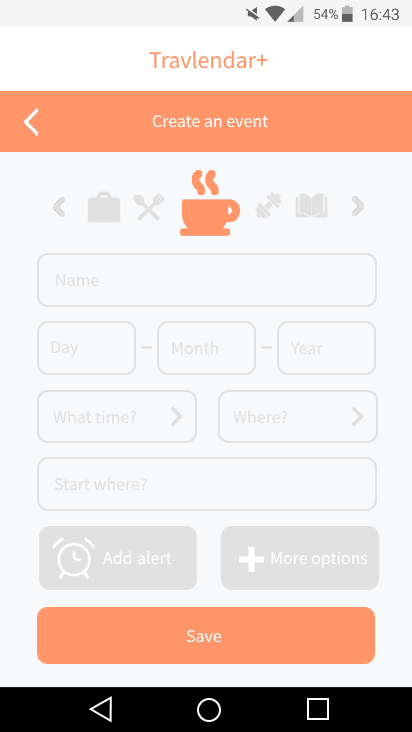 54% 16:43
Travlendar+
Create an event
Name
Day Month Year
What time? Where?
Start where?
Add alert More options
Save